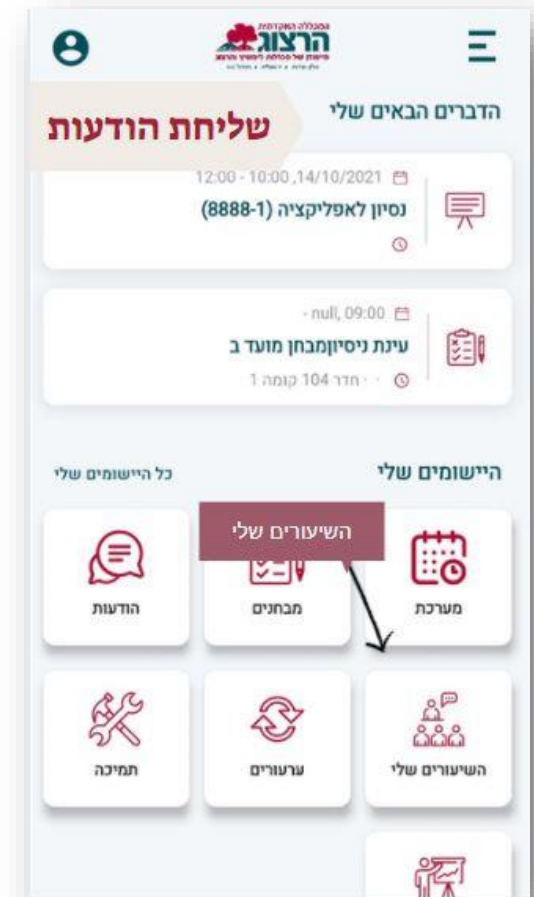 המכללה האקדמית
הרצוג
שליחת הודעות
הדברים הבאים שלי
14/10/2021, 10:00 - 12:00
נסיון לאפליקציה (8888-1)
null, 09:00 -
עינת ניסיוןמבחן מועד ב
חדר 104 קומה 1
היישומים שלי
כל היישומים שלי
השיעורים שלי
מערכת
מבחנים
הודעות
השיעורים שלי
ערעורים
תמיכה